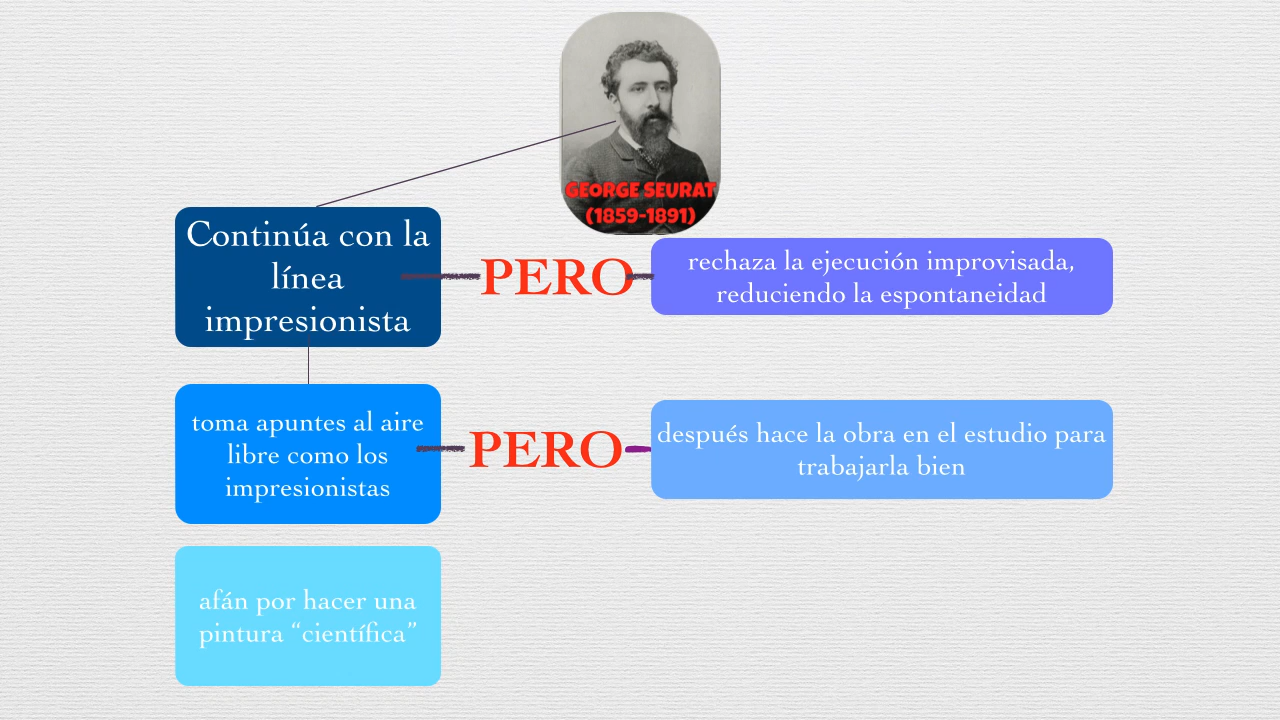 GEORGE SEURAT
(1859-1891)
Continúa con la
línea
impresionista
PERO
rechaza la ejecución improvisada,
reduciendo la espontaneidad
toma apuntes al aire
libre como los
impresionistas
PERO
después hace la obra en el estudio para
trabajarla bien
afán por hacer una
pintura “científica”